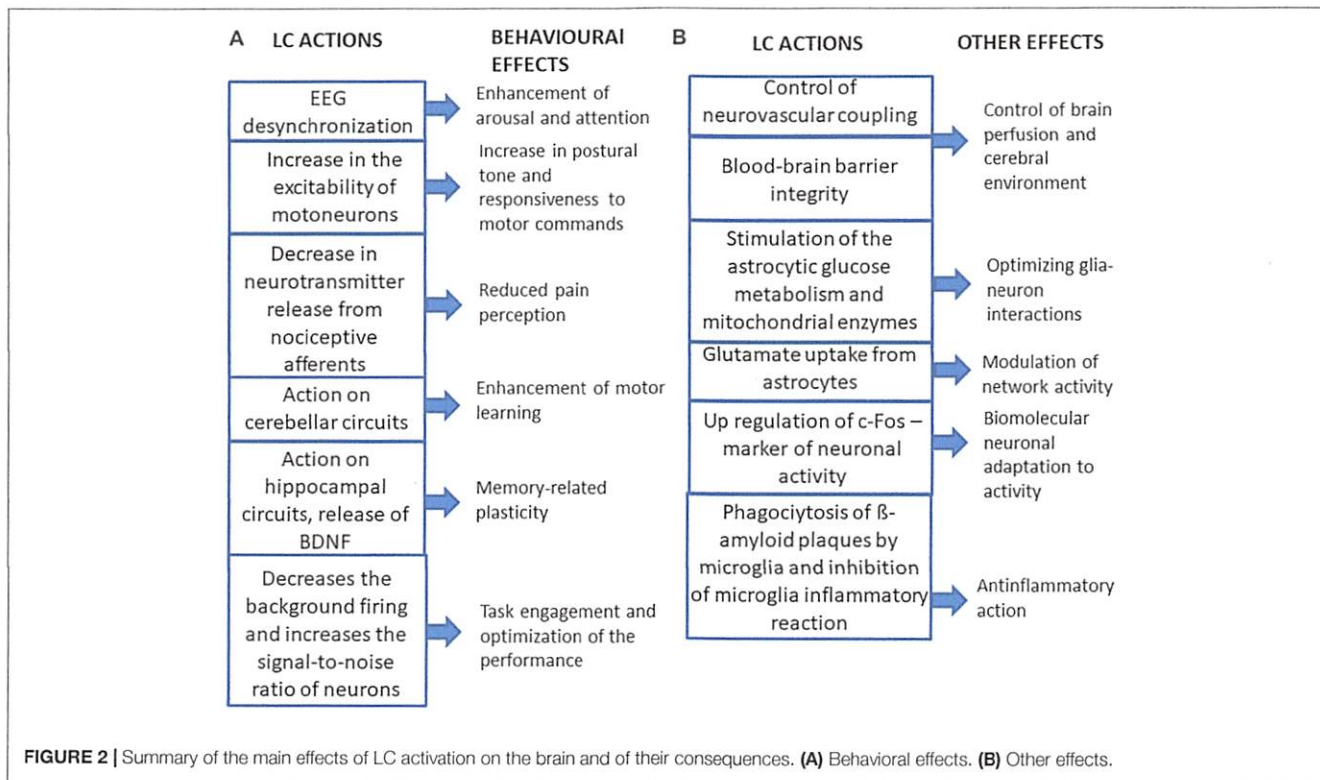 A LC ACTIONS
BEHAVIOURAL
EFFECTS
EEG
desynchronization
Enhancement of
arousal and attention
Increase in the
excitability of
motoneurons
Increase in postural
tone and
responsiveness to
motor commands
Decrease in
neurotransmitter
release from
nociceptive
afferents
Reduced pain
perception
Action on
cerebellar circuits
Enhancement of motor
learning
Action on
hippocampal
circuits, release of
BDNF
Memory-related
plasticity
Decreases the
background firing
and increases the
signal-to-noise
ratio of neurons
Task engagement and
optimization of the
performance
B LC ACTIONS
OTHER EFFECTS
Control of
neurovascular coupling
Blood-brain barrier
integrity
Control of brain
perfusion and
cerebral
environment
Stimulation of the
astrocytic glucose
metabolism and
mitochondrial enzymes
Optimizing glia-
neuron
interactions
Glutamate uptake from
astrocytes
Modulation of
network activity
Up regulation of c-Fos –
marker of neuronal
activity
Biomolecular
neuronal
adaptation to
activity
Phagociytosis of ß-
amyloid plaques by
microglia and inhibition
of microglia inflammatory
reaction
Antinflammatory
action
FIGURE 2 | Summary of the main effects of LC activation on the brain and of their consequences. (A) Behavioral effects. (B) Other effects.